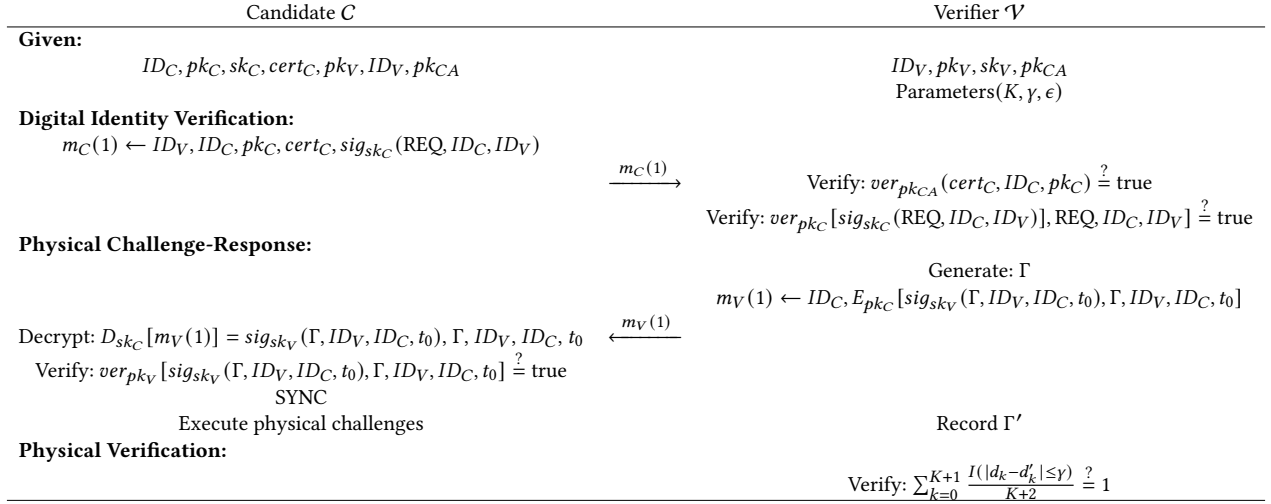 Candidate C Verifier V
Given:
ID_C, pk_C, sk_C, cert_C, pk_V, ID_V, pk_CA ID_V, pk_V, sk_V, pk_CA
Parameters(K, γ, ϵ)
Digital Identity Verification:
m_C(1) ← ID_V, ID_C, pk_C, cert_C, sig_{sk_C}(REQ, ID_C, ID_V)
m_C(1)
Verify: ver_{pk_CA}(cert_C, ID_C, pk_C) ≟ true
Verify: ver_{pk_C}[sig_{sk_C}(REQ, ID_C, ID_V)], REQ, ID_C, ID_V] ≟ true
Physical Challenge-Response:
Generate: Γ
m_V(1) ← ID_C, E_{pk_C}[sig_{sk_V}(Γ, ID_V, ID_C, t_0), Γ, ID_V, ID_C, t_0]
m_V(1)
Decrypt: D_{sk_C}[m_V(1)] = sig_{sk_V}(Γ, ID_V, ID_C, t_0), Γ, ID_V, ID_C, t_0
Verify: ver_{pk_V}[sig_{sk_V}(Γ, ID_V, ID_C, t_0), Γ, ID_V, ID_C, t_0] ≟ true
SYNC
Execute physical challenges Record Γ′
Physical Verification:
Verify: ∑_{k=0}^{K+1} I(|d_k−d′_k|≤γ)/K+2 ≟ 1